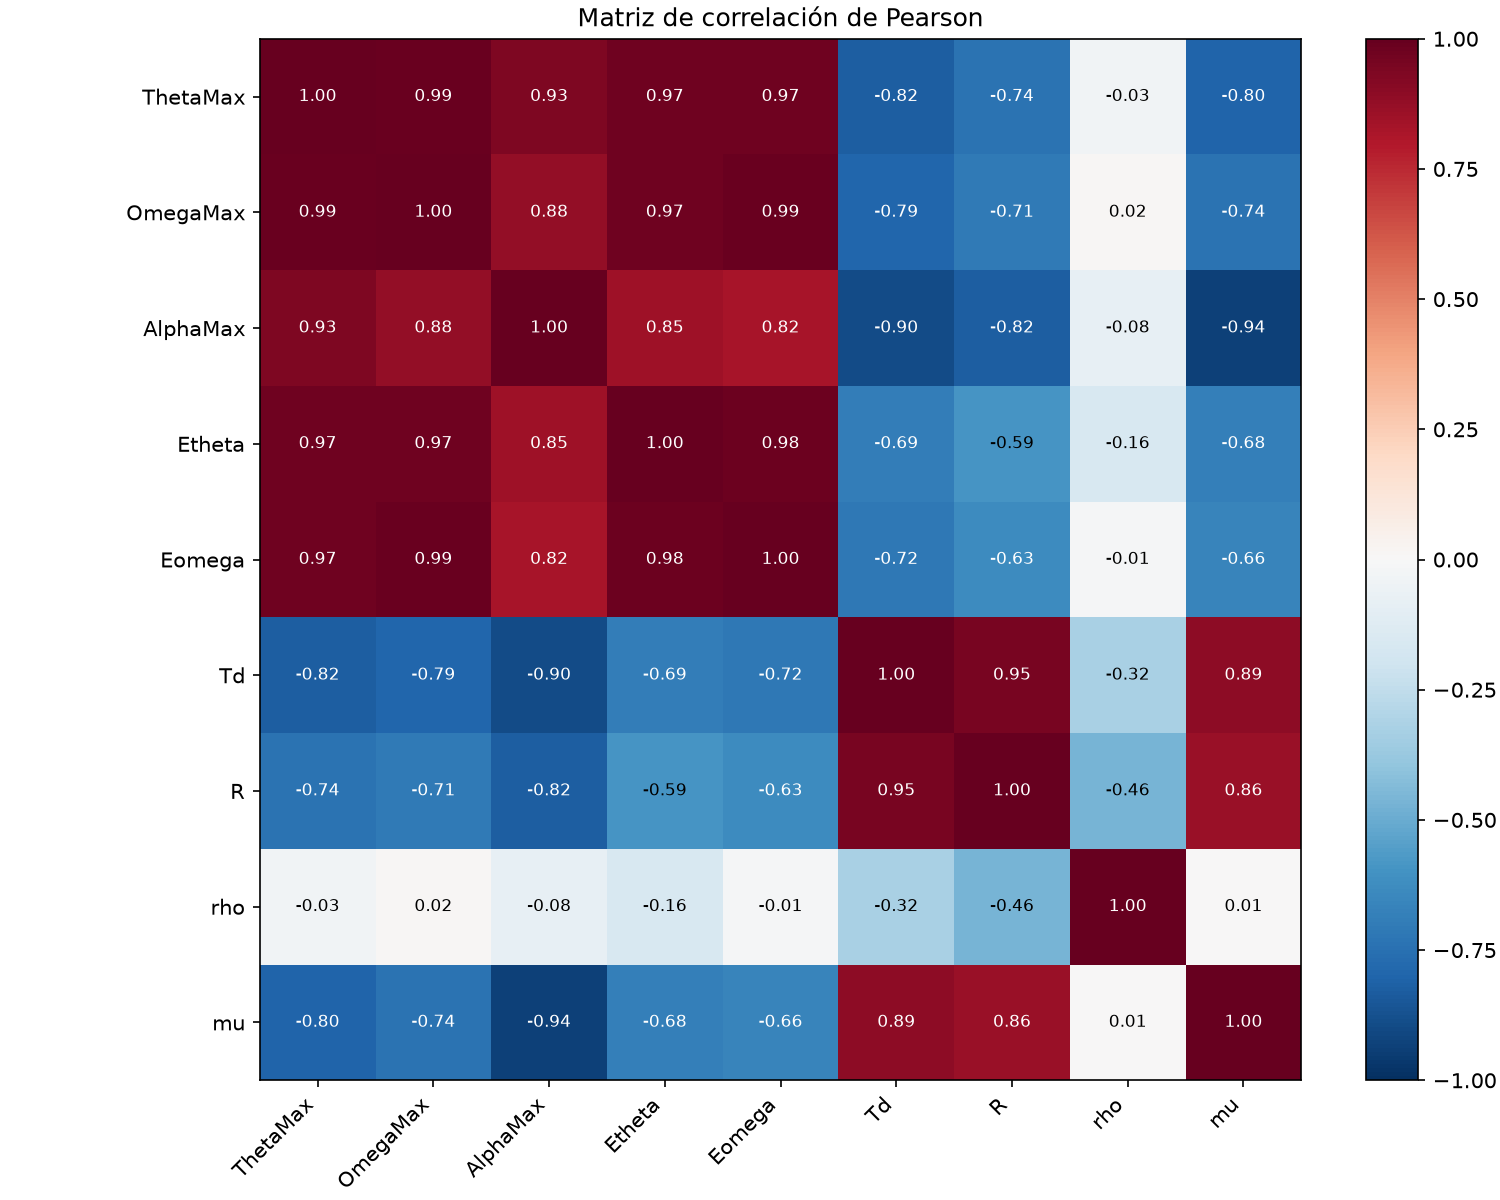 Matriz de correlación de Pearson
ThetaMax 1.00 0.99 0.93 0.97 0.97 -0.82 -0.74 -0.03 -0.80
OmegaMax 0.99 1.00 0.88 0.97 0.99 -0.79 -0.71 0.02 -0.74
AlphaMax 0.93 0.88 1.00 0.85 0.82 -0.90 -0.82 -0.08 -0.94
Etheta 0.97 0.97 0.85 1.00 0.98 -0.69 -0.59 -0.16 -0.68
Eomega 0.97 0.99 0.82 0.98 1.00 -0.72 -0.63 -0.01 -0.66
Td -0.82 -0.79 -0.90 -0.69 -0.72 1.00 0.95 -0.32 0.89
R -0.74 -0.71 -0.82 -0.59 -0.63 0.95 1.00 -0.46 0.86
rho -0.03 0.02 -0.08 -0.16 -0.01 -0.32 -0.46 1.00 0.01
mu -0.80 -0.74 -0.94 -0.68 -0.66 0.89 0.86 0.01 1.00
ThetaMax OmegaMax AlphaMax Etheta Eomega Td R rho mu
1.00
0.75
0.50
0.25
0.00
−0.25
−0.50
−0.75
−1.00